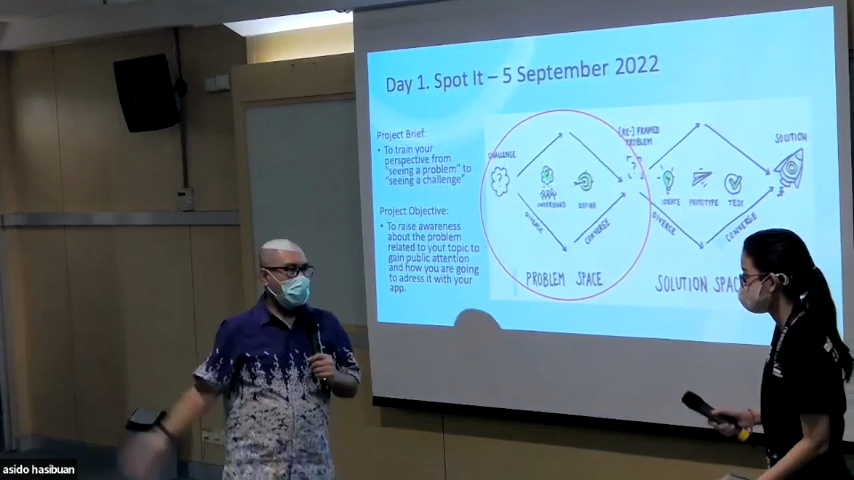 Day 1. Spot It – 5 September 2022
Project Brief:
• To train your
perspective from
"seeing a problem" to
"seeing a challenge".
Project Objective:
• To raise awareness
about the problem
related to your topic to
gain public attention
and how you are going
to adress it with your
app.
CHALLENGE
UNDERSTAND
DEFINE
DIVERGE
CONVERGE
PROBLEM SPACE
[RE-] FRAMED
PROBLEM
IDEATE
PROTOTYPE
TEST
SOLUTION
DIVERGE
CONVERGE
SOLUTION SPAC
asido hasibuan